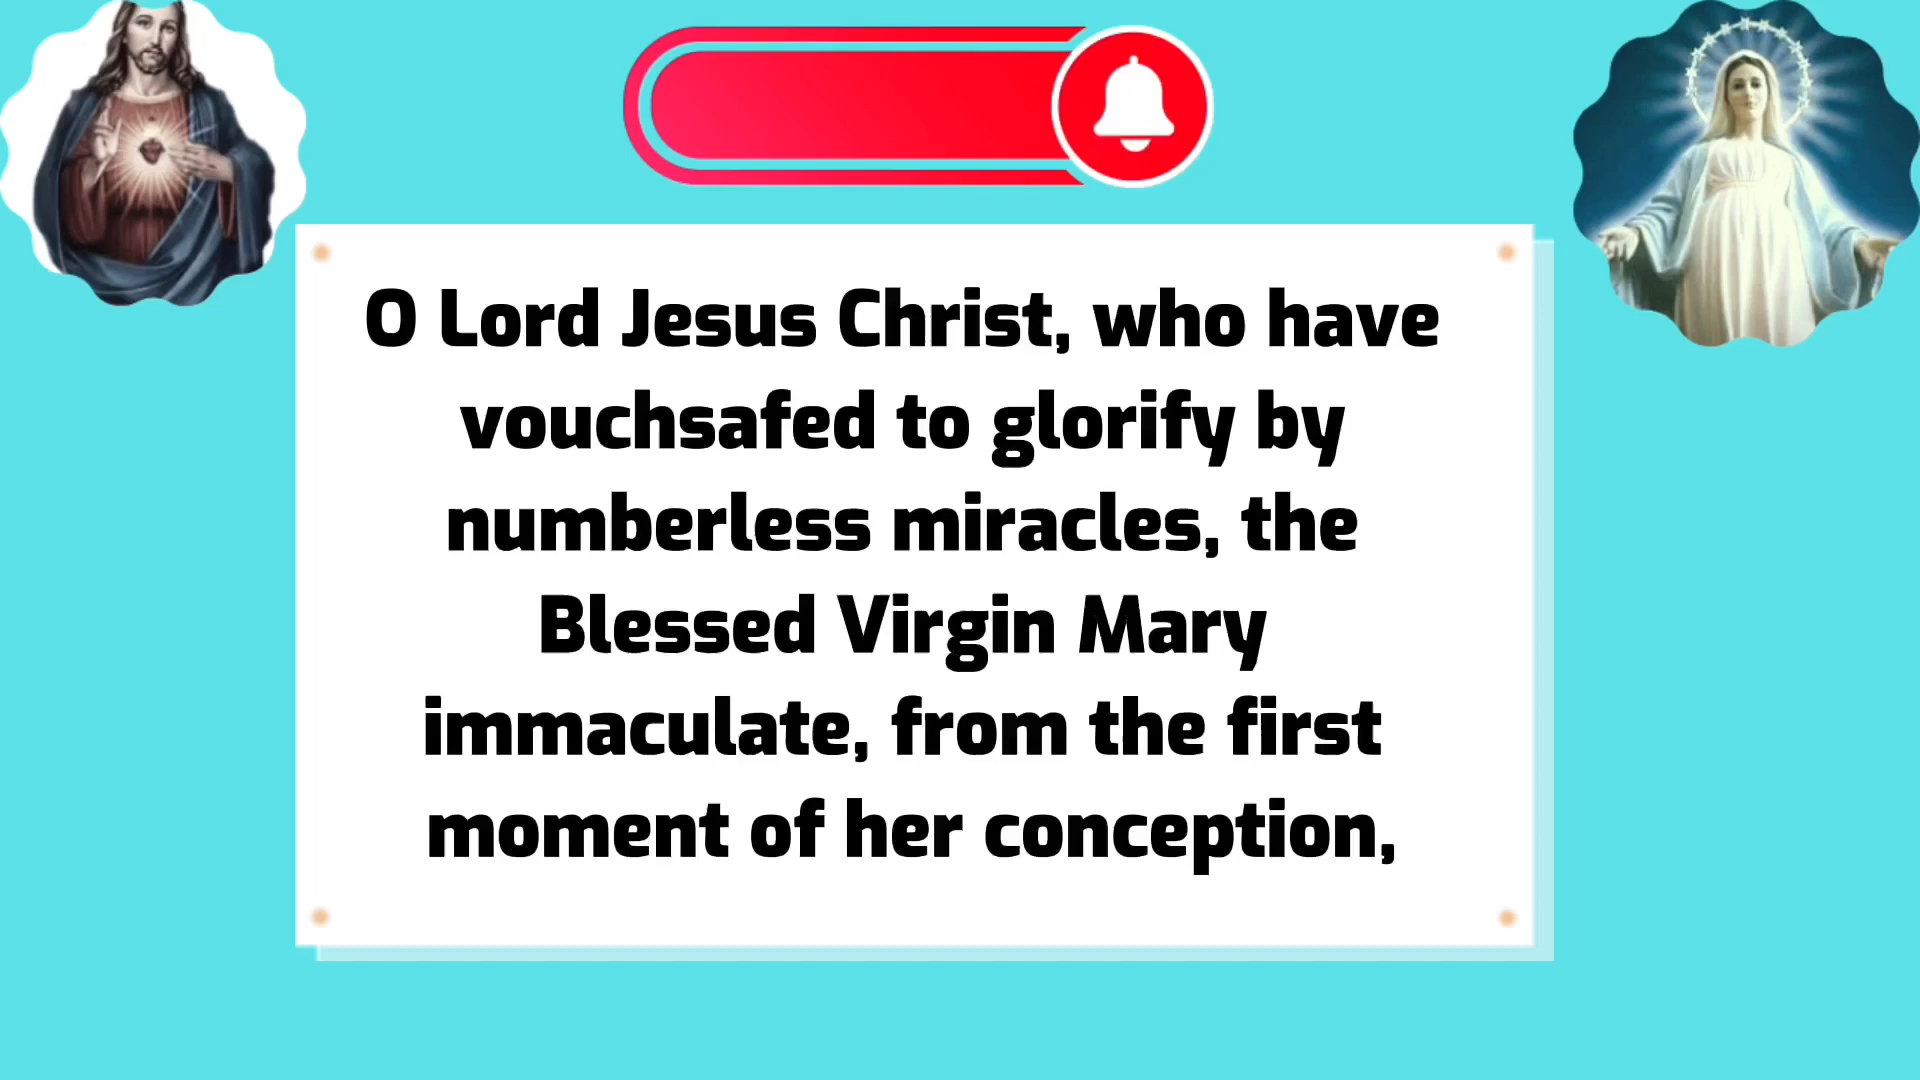 O Lord Jesus Christ, who have
vouchsafed to glorify by
numberless miracles, the
Blessed Virgin Mary
immaculate, from the first
moment of her conception,